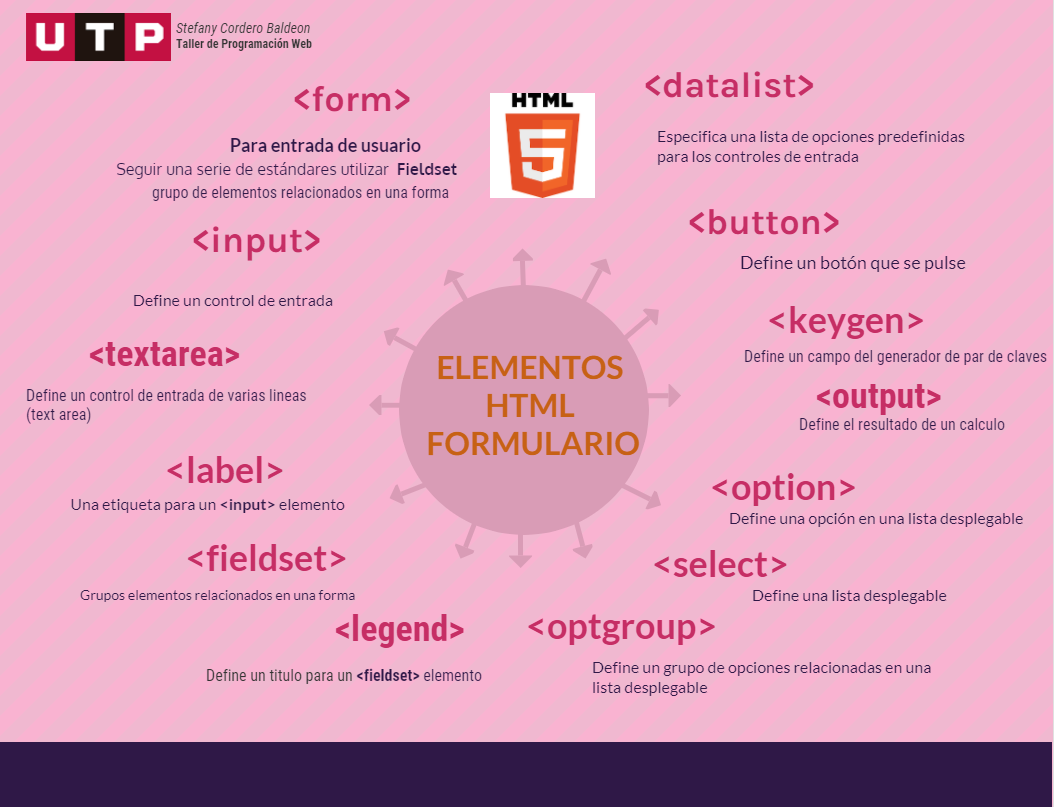 UTP
Stefany Cordero Baldeon
Taller de Programación Web
<form>
Para entrada de usuario
Seguir una serie de estándares utilizar Fieldset
grupo de elementos relacionados en una forma
<input>
Define un control de entrada
<textarea>
Define un control de entrada de varias lineas
(text area)
<label>
Una etiqueta para un <input> elemento
<fieldset>
Grupos elementos relacionados en una forma
<legend>
Define un titulo para un <fieldset> elemento
HTML
5
ELEMENTOS
HTML
FORMULARIO
<datalist>
Especifica una lista de opciones predefinidas
para los controles de entrada
<button>
Define un botón que se pulse
<keygen>
Define un campo del generador de par de claves
<output>
Define el resultado de un calculo
<option>
Define una opción en una lista desplegable
<select>
Define una lista desplegable
<optgroup>
Define un grupo de opciones relacionadas en una
lista desplegable